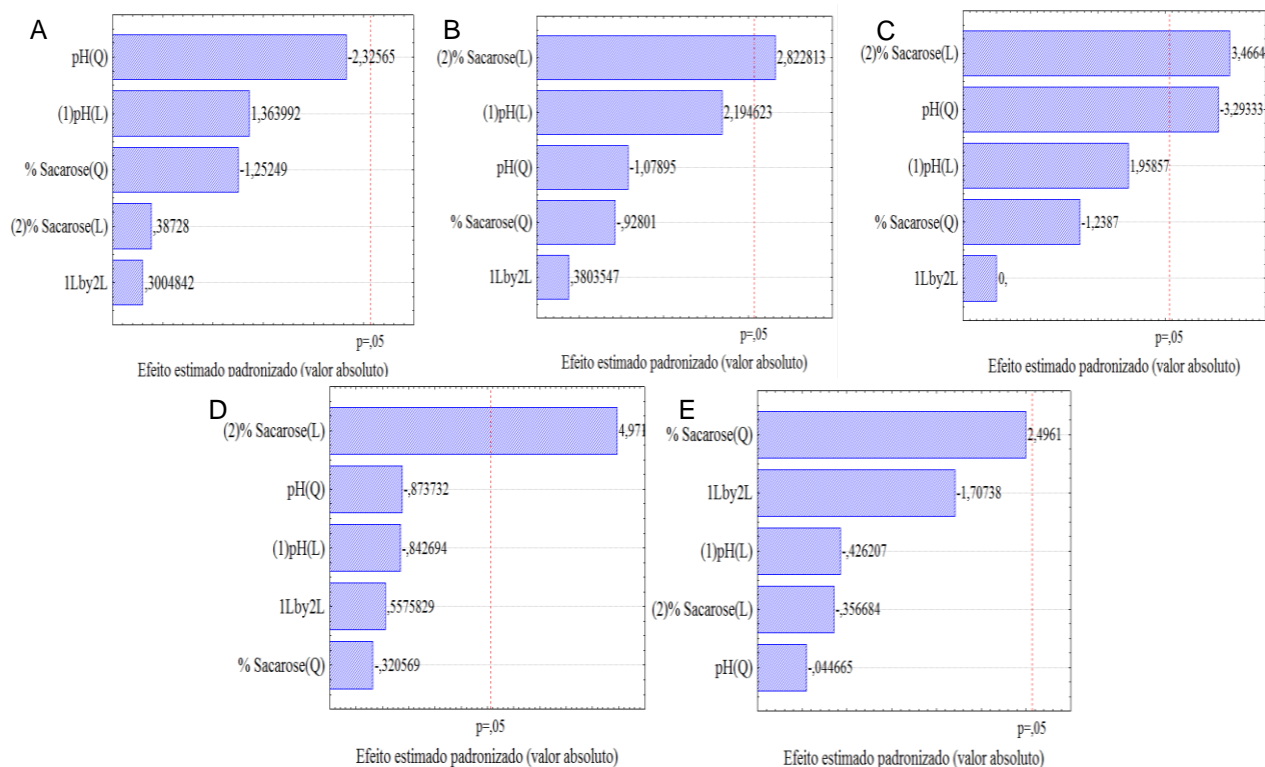 A
pH(Q)
-2,32565
(1)pH(L)
1,363992
% Sacarose(Q)
-1,25249
(2)% Sacarose(L)
,38728
1Lby2L
,3004842
p=,05
Efeito estimado padronizado (valor absoluto)
B
(2)% Sacarose(L)
2,822813
(1)pH(L)
2,194623
pH(Q)
-1,07895
% Sacarose(Q)
-,92801
1Lby2L
,3803547
p=,05
Efeito estimado padronizado (valor absoluto)
C
(2)% Sacarose(L)
3,4664
pH(Q)
-3,29333
(1)pH(L)
1,95857
% Sacarose(Q)
-1,2387
1Lby2L
0,
p=,05
Efeito estimado padronizado (valor absoluto)
D
(2)% Sacarose(L)
4,971
pH(Q)
-,873732
(1)pH(L)
-,842694
1Lby2L
,5575829
% Sacarose(Q)
-,320569
p=,05
Efeito estimado padronizado (valor absoluto)
E
% Sacarose(Q)
2,4961
1Lby2L
-1,70738
(1)pH(L)
-,426207
(2)% Sacarose(L)
-,356684
pH(Q)
-,044665
p=,05
Efeito estimado padronizado (valor absoluto)